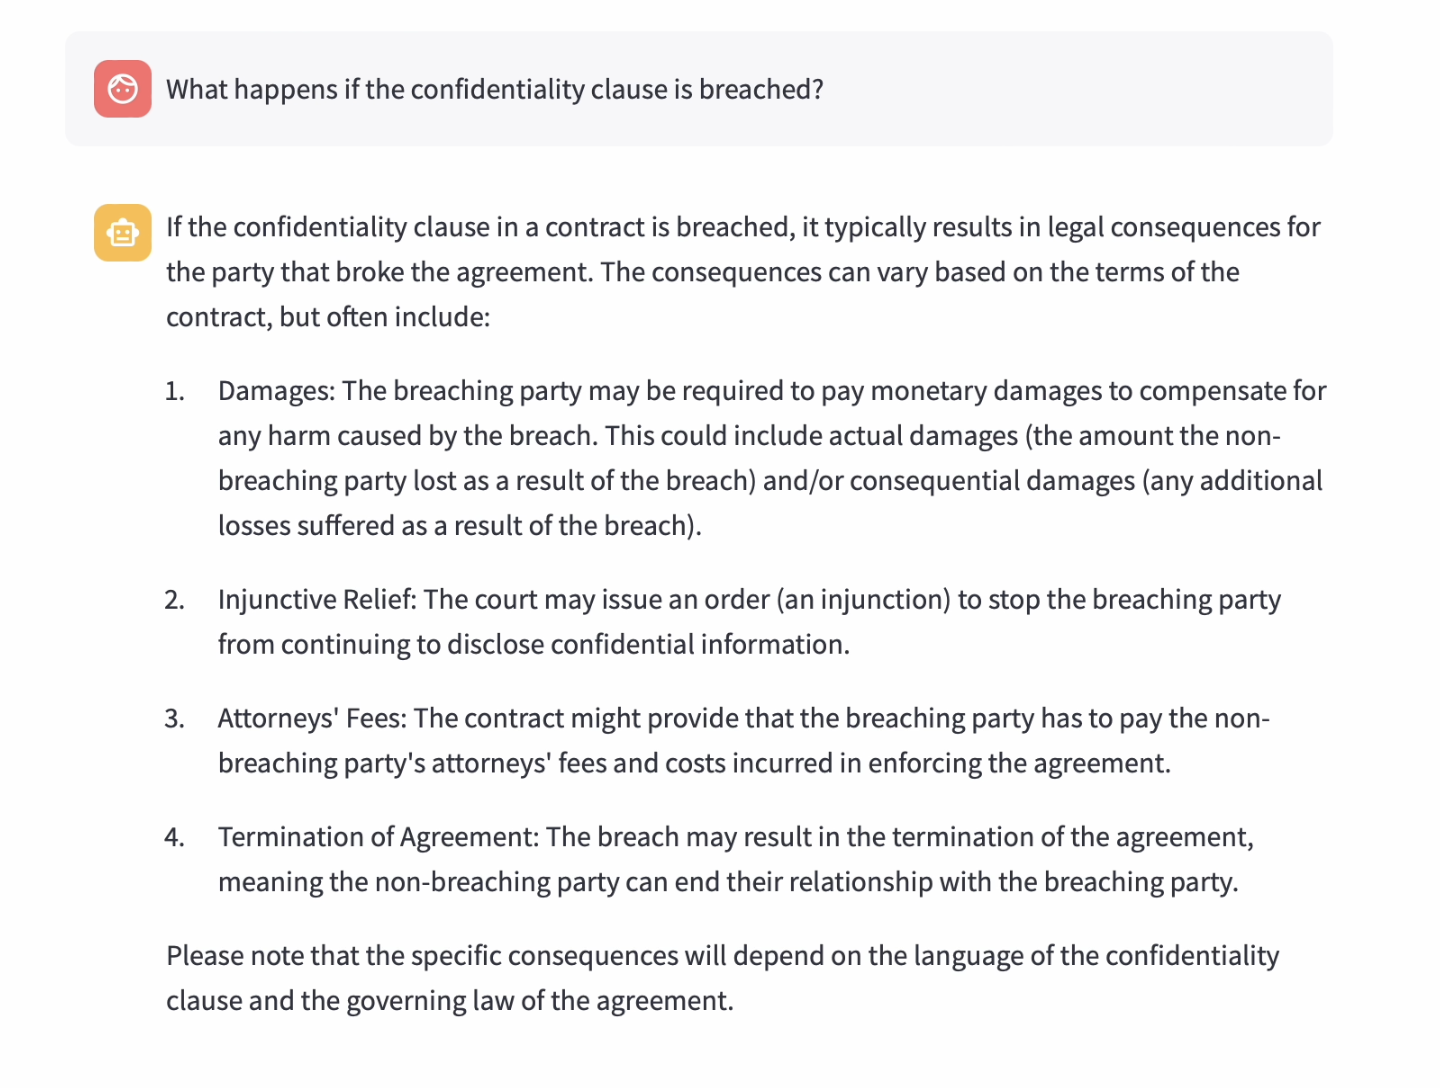 What happens if the confidentiality clause is breached?
If the confidentiality clause in a contract is breached, it typically results in legal consequences for
the party that broke the agreement. The consequences can vary based on the terms of the
contract, but often include:
1. Damages: The breaching party may be required to pay monetary damages to compensate for
any harm caused by the breach. This could include actual damages (the amount the non-
breaching party lost as a result of the breach) and/or consequential damages (any additional
losses suffered as a result of the breach).
2. Injunctive Relief: The court may issue an order (an injunction) to stop the breaching party
from continuing to disclose confidential information.
3. Attorneys' Fees: The contract might provide that the breaching party has to pay the non-
breaching party's attorneys' fees and costs incurred in enforcing the agreement.
4. Termination of Agreement: The breach may result in the termination of the agreement,
meaning the non-breaching party can end their relationship with the breaching party.
Please note that the specific consequences will depend on the language of the confidentiality
clause and the governing law of the agreement.